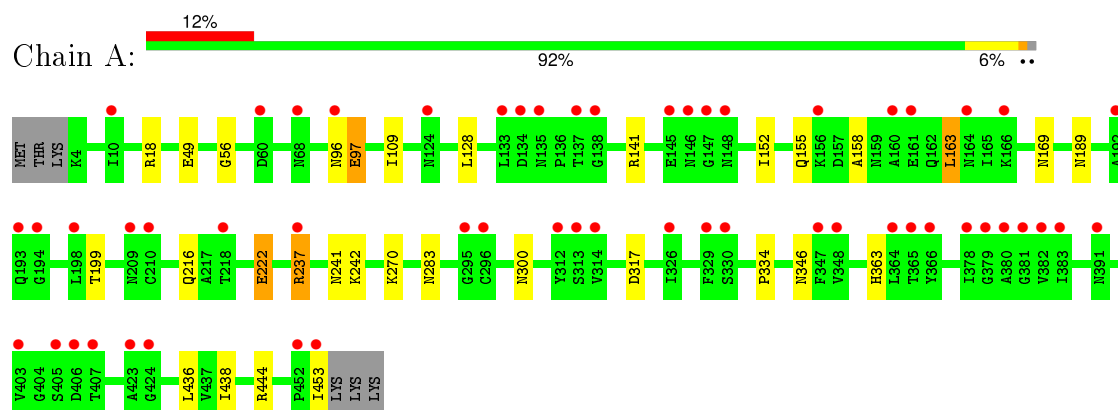 12%
Chain A:
92% 6% ••
MET THR LYS K4 I10 R18 E49 G56 D60 N68 N96 E97 I109 N124 L128 L133 D134 N135 P136 T137 G138 R141 E145 N146 G147 N148 I152 Q155 K156 D157 A158 N159 A160 E161 Q162 L163 N164 I165 K166 N169 N189 A192
Q193 G194 L198 T199 N209 C210 Q216 A217 T218 E222 R237 N241 K242 K270 N283 G295 C296 N300 Y312 S313 V314 D317 I326 F329 S330 P334 N346 F347 V348 H363 L364 T365 Y366 I378 G379 A380 G381 V382 I383 N391
V403 G404 S405 D406 T407 A423 G424 L436 V437 I438 R444 P452 I453 LYS LYS LYS